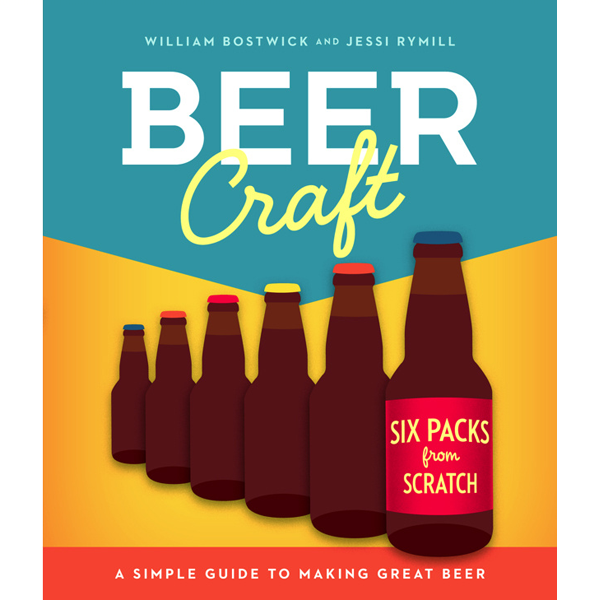 WILLIAM BOSTWICK AND JESSI RYMILL
BEER
Craft
SIX PACKS
from
SCRATCH
A SIMPLE GUIDE TO MAKING GREAT BEER